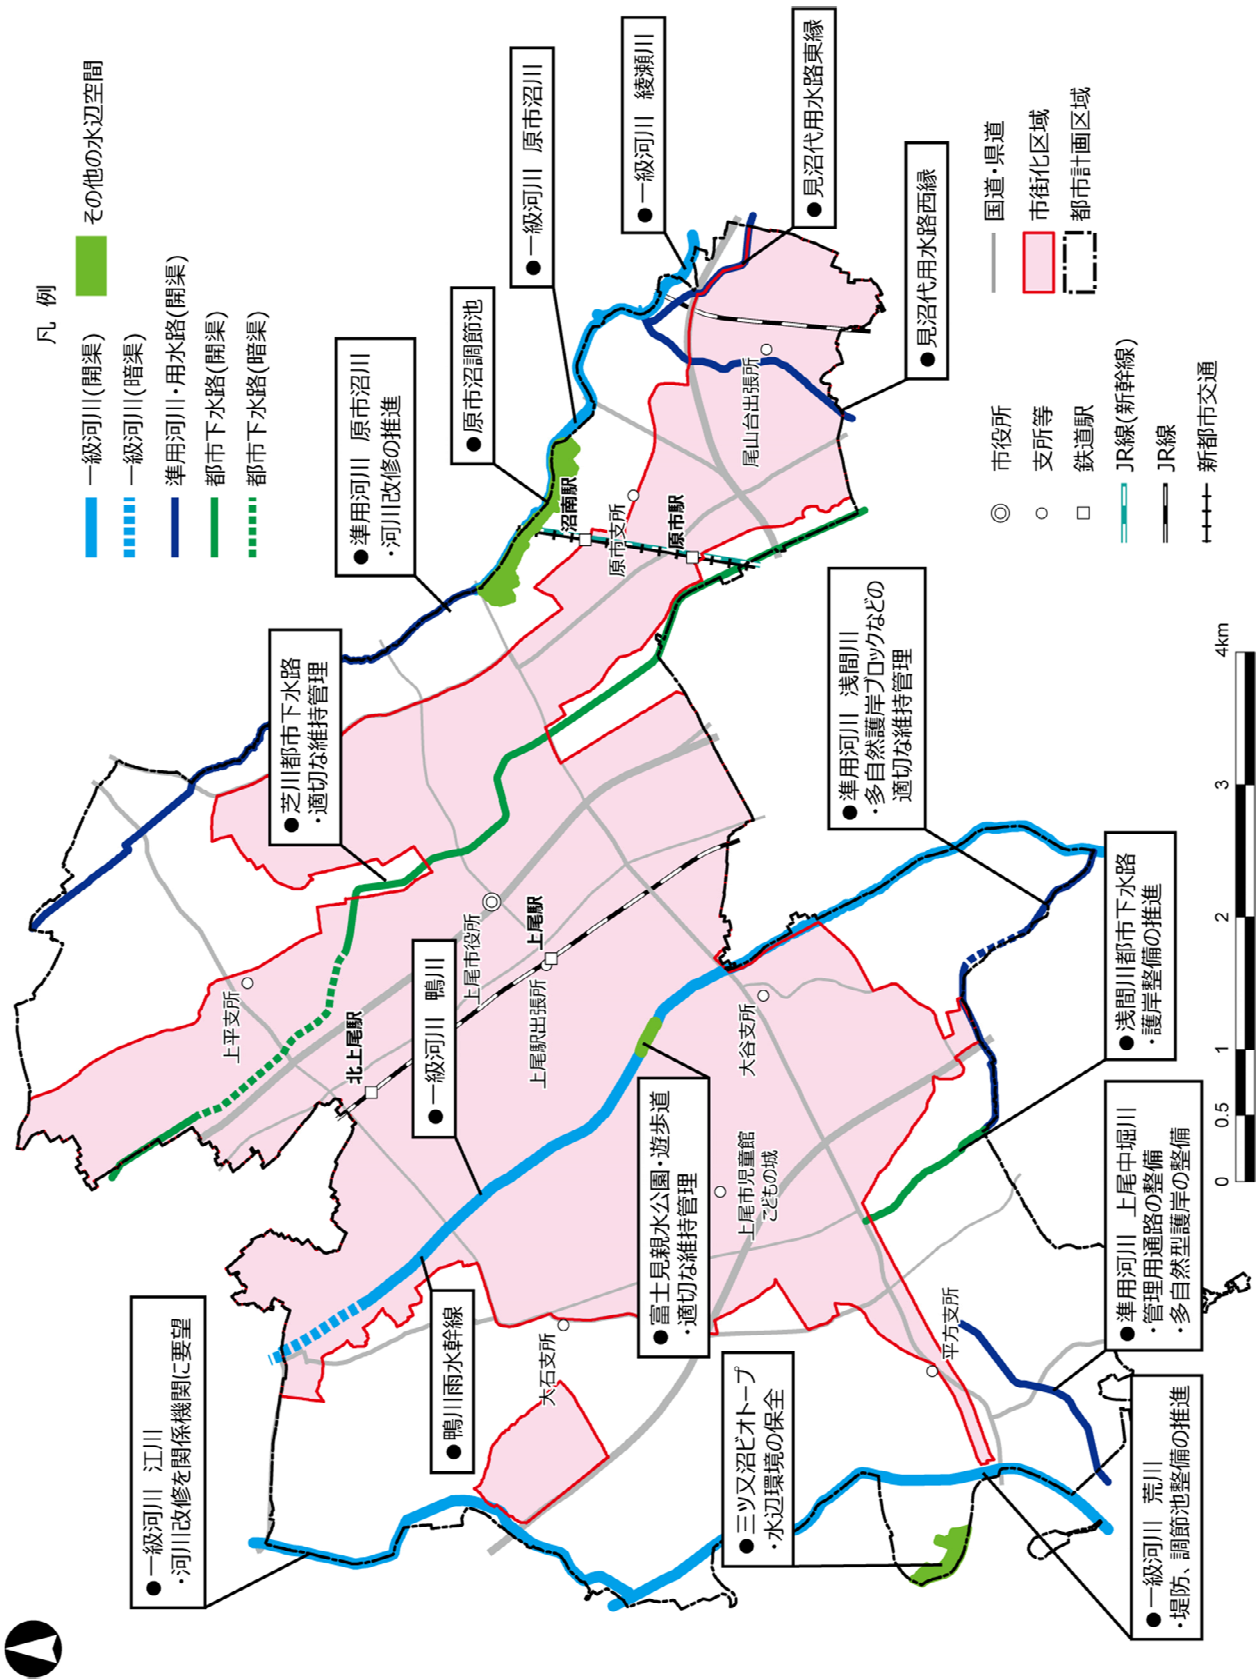 凡　例
一級河川(開渠)
一級河川(暗渠)
準用河川・用水路(開渠)
都市下水路(開渠)
都市下水路(暗渠)
その他の水辺空間
●一級河川　江川
・河川改修を関係機関に要望
●鴨川雨水幹線
●一級河川　鴨川
●芝川都市下水路
・適切な維持管理
●準用河川　原市沼川
・河川改修の推進
●原市沼調節池
●一級河川　原市沼川
●一級河川　綾瀬川
●見沼代用水路東縁
●見沼代用水路西縁
●富士見親水公園・遊歩道
・適切な維持管理
●三ツ又沼ビオトープ
・水辺環境の保全
●準用河川　浅間川
・多自然護岸ブロックなどの
適切な維持管理
●浅間川都市下水路
・護岸整備の推進
●準用河川　上尾中堀川
・管理用通路の整備
・多自然型護岸の整備
●一級河川　荒川
・堤防、調節池整備の推進
上平支所
北上尾駅
上尾市役所
上尾駅
上尾駅出張所
大石支所
上尾市児童館
こどもの城
大谷支所
平方支所
沼南駅
原市支所
原市駅
尾山台出張所
市役所
支所等
鉄道駅
JR線(新幹線)
JR線
新都市交通
国道・県道
市街化区域
都市計画区域
0
0.5
1
2
3
4km